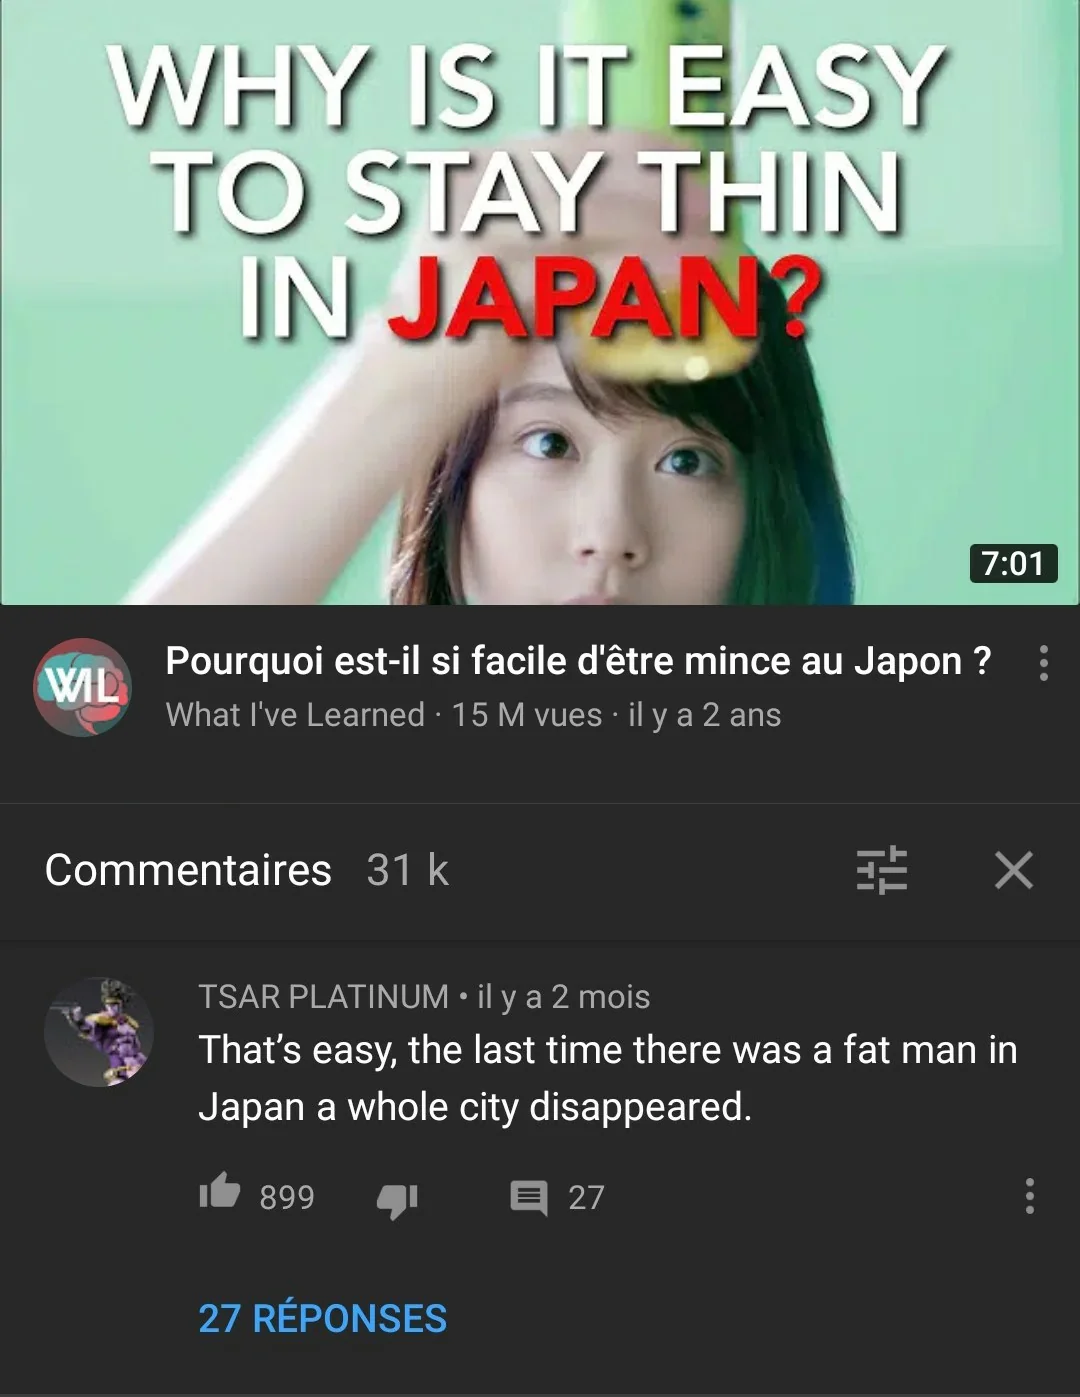 WHY IS IT EASY
TO STAY THIN
IN JAPAN?
7:01
WIL
Pourquoi est-il si facile d'être mince au Japon ?
What I've Learned · 15 M vues · il y a 2 ans
Commentaires 31 k
TSAR PLATINUM • il y a 2 mois
That’s easy, the last time there was a fat man in
Japan a whole city disappeared.
899 27
27 RÉPONSES